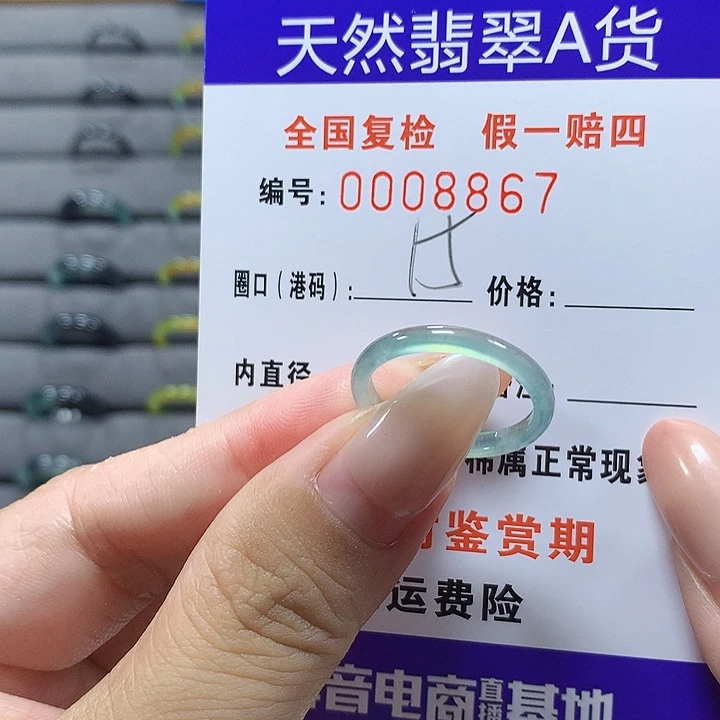 天然翡翠A货
全国复检 假一赔四
编号: 0008867
圈口(港码):
价格:
内直径
属正常现象
鉴赏期
运费险
音电商直播基地